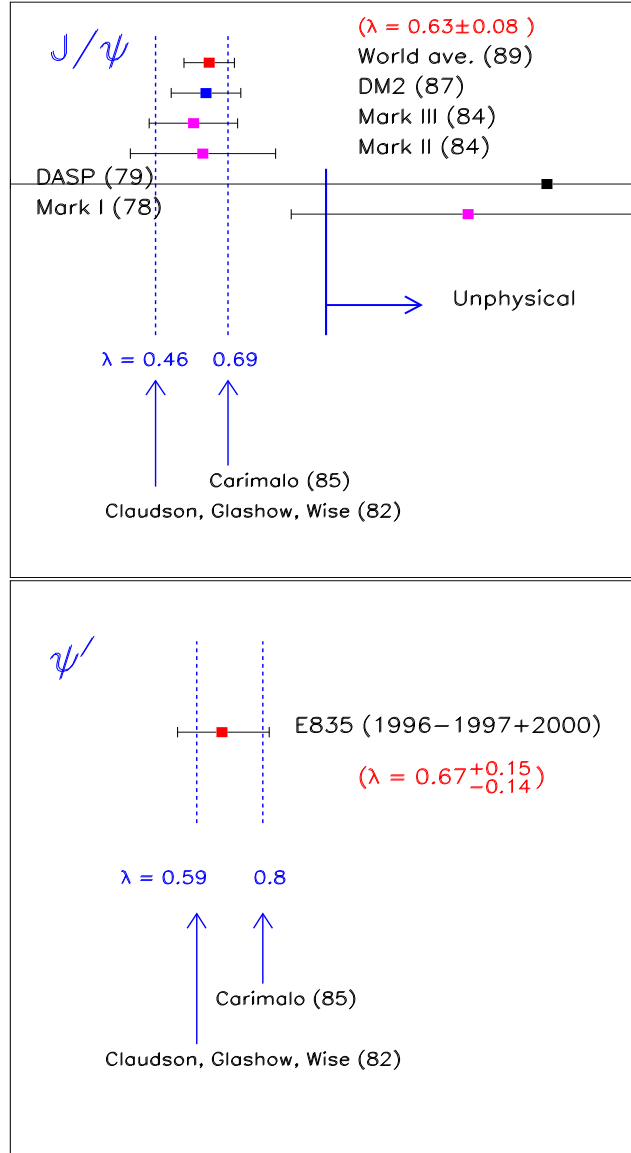 J/ψ
(λ = 0.63±0.08 )
World ave. (89)
DM2 (87)
Mark III (84)
Mark II (84)
DASP (79)
Mark I (78)
Unphysical
λ = 0.46 0.69
Carimalo (85)
Claudson, Glashow, Wise (82)
ψ′
E835 (1996−1997+2000)
(λ = 0.67+0.15−0.14)
λ = 0.59 0.8
Carimalo (85)
Claudson, Glashow, Wise (82)